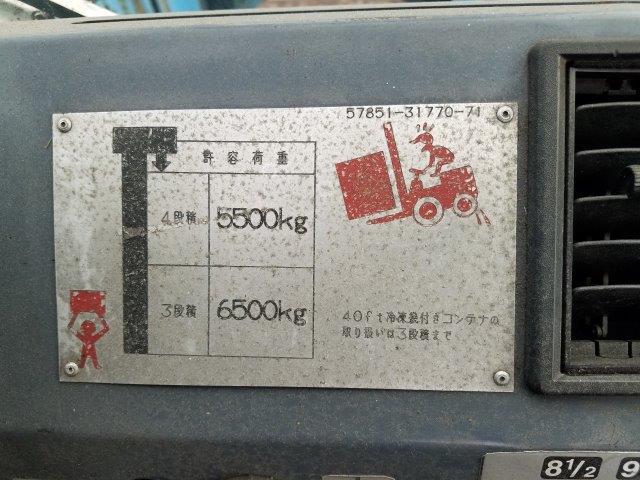 57851-31770-71
許容荷重
4段積 5500kg
3段積 6500kg
40ft冷凍装付きコンテナの
取り扱いは3段積まで
8½ 9